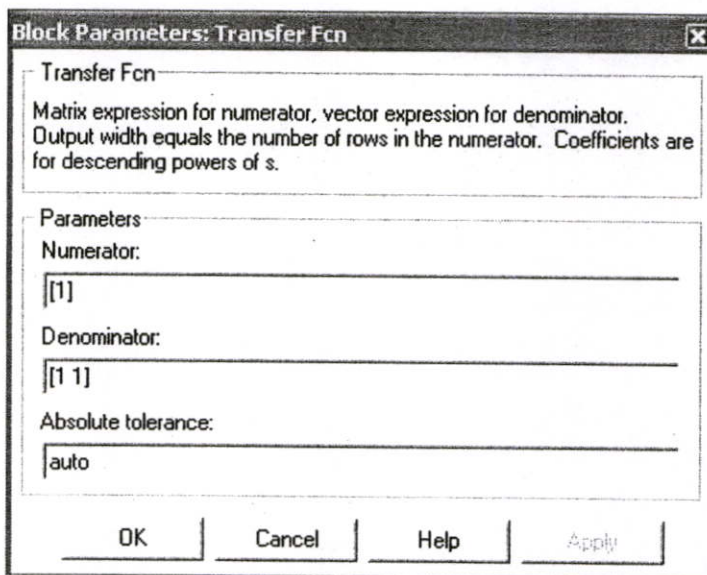 Block Parameters: Transfer Fcn
Transfer Fcn
Matrix expression for numerator, vector expression for denominator.
Output width equals the number of rows in the numerator. Coefficients are
for descending powers of s.
Parameters
Numerator:
[1]
Denominator:
[1 1]
Absolute tolerance:
auto
OK Cancel Help Apply